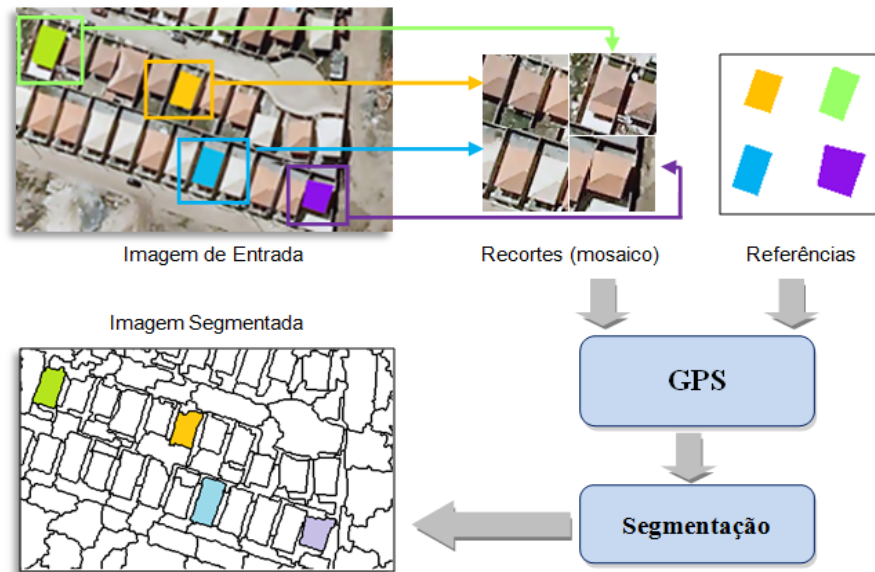 Imagem de Entrada
Recortes (mosaico)
Referências
Imagem Segmentada
GPS
Segmentação